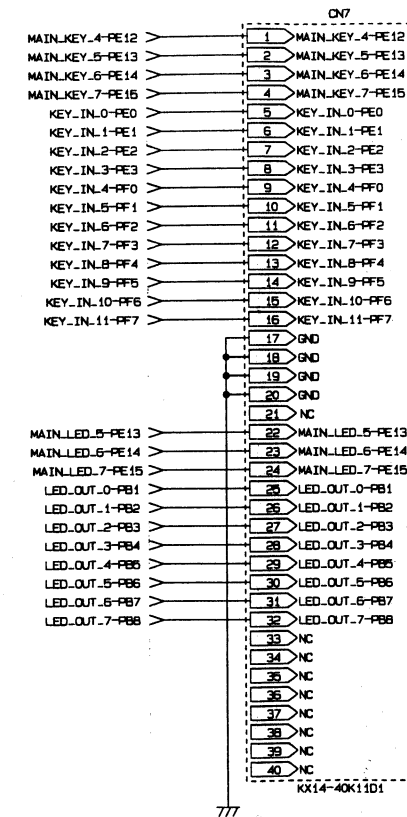 CN7
MAIN_KEY_4-PE12 1 MAIN_KEY_4-PE12
MAIN_KEY_5-PE13 2 MAIN_KEY_5-PE13
MAIN_KEY_6-PE14 3 MAIN_KEY_6-PE14
MAIN_KEY_7-PE15 4 MAIN_KEY_7-PE15
KEY_IN_0-PE0 5 KEY_IN_0-PE0
KEY_IN_1-PE1 6 KEY_IN_1-PE1
KEY_IN_2-PE2 7 KEY_IN_2-PE2
KEY_IN_3-PE3 8 KEY_IN_3-PE3
KEY_IN_4-PF0 9 KEY_IN_4-PF0
KEY_IN_5-PF1 10 KEY_IN_5-PF1
KEY_IN_6-PF2 11 KEY_IN_6-PF2
KEY_IN_7-PF3 12 KEY_IN_7-PF3
KEY_IN_8-PF4 13 KEY_IN_8-PF4
KEY_IN_9-PF5 14 KEY_IN_9-PF5
KEY_IN_10-PF6 15 KEY_IN_10-PF6
KEY_IN_11-PF7 16 KEY_IN_11-PF7
17 GND
18 GND
19 GND
20 GND
21 NC
MAIN_LED_5-PE13 22 MAIN_LED_5-PE13
MAIN_LED_6-PE14 23 MAIN_LED_6-PE14
MAIN_LED_7-PE15 24 MAIN_LED_7-PE15
LED_OUT_0-PB1 25 LED_OUT_0-PB1
LED_OUT_1-PB2 26 LED_OUT_1-PB2
LED_OUT_2-PB3 27 LED_OUT_2-PB3
LED_OUT_3-PB4 28 LED_OUT_3-PB4
LED_OUT_4-PB5 29 LED_OUT_4-PB5
LED_OUT_5-PB6 30 LED_OUT_5-PB6
LED_OUT_6-PB7 31 LED_OUT_6-PB7
LED_OUT_7-PB8 32 LED_OUT_7-PB8
33 NC
34 NC
35 NC
36 NC
37 NC
38 NC
39 NC
40 NC
KX14-40K11D1